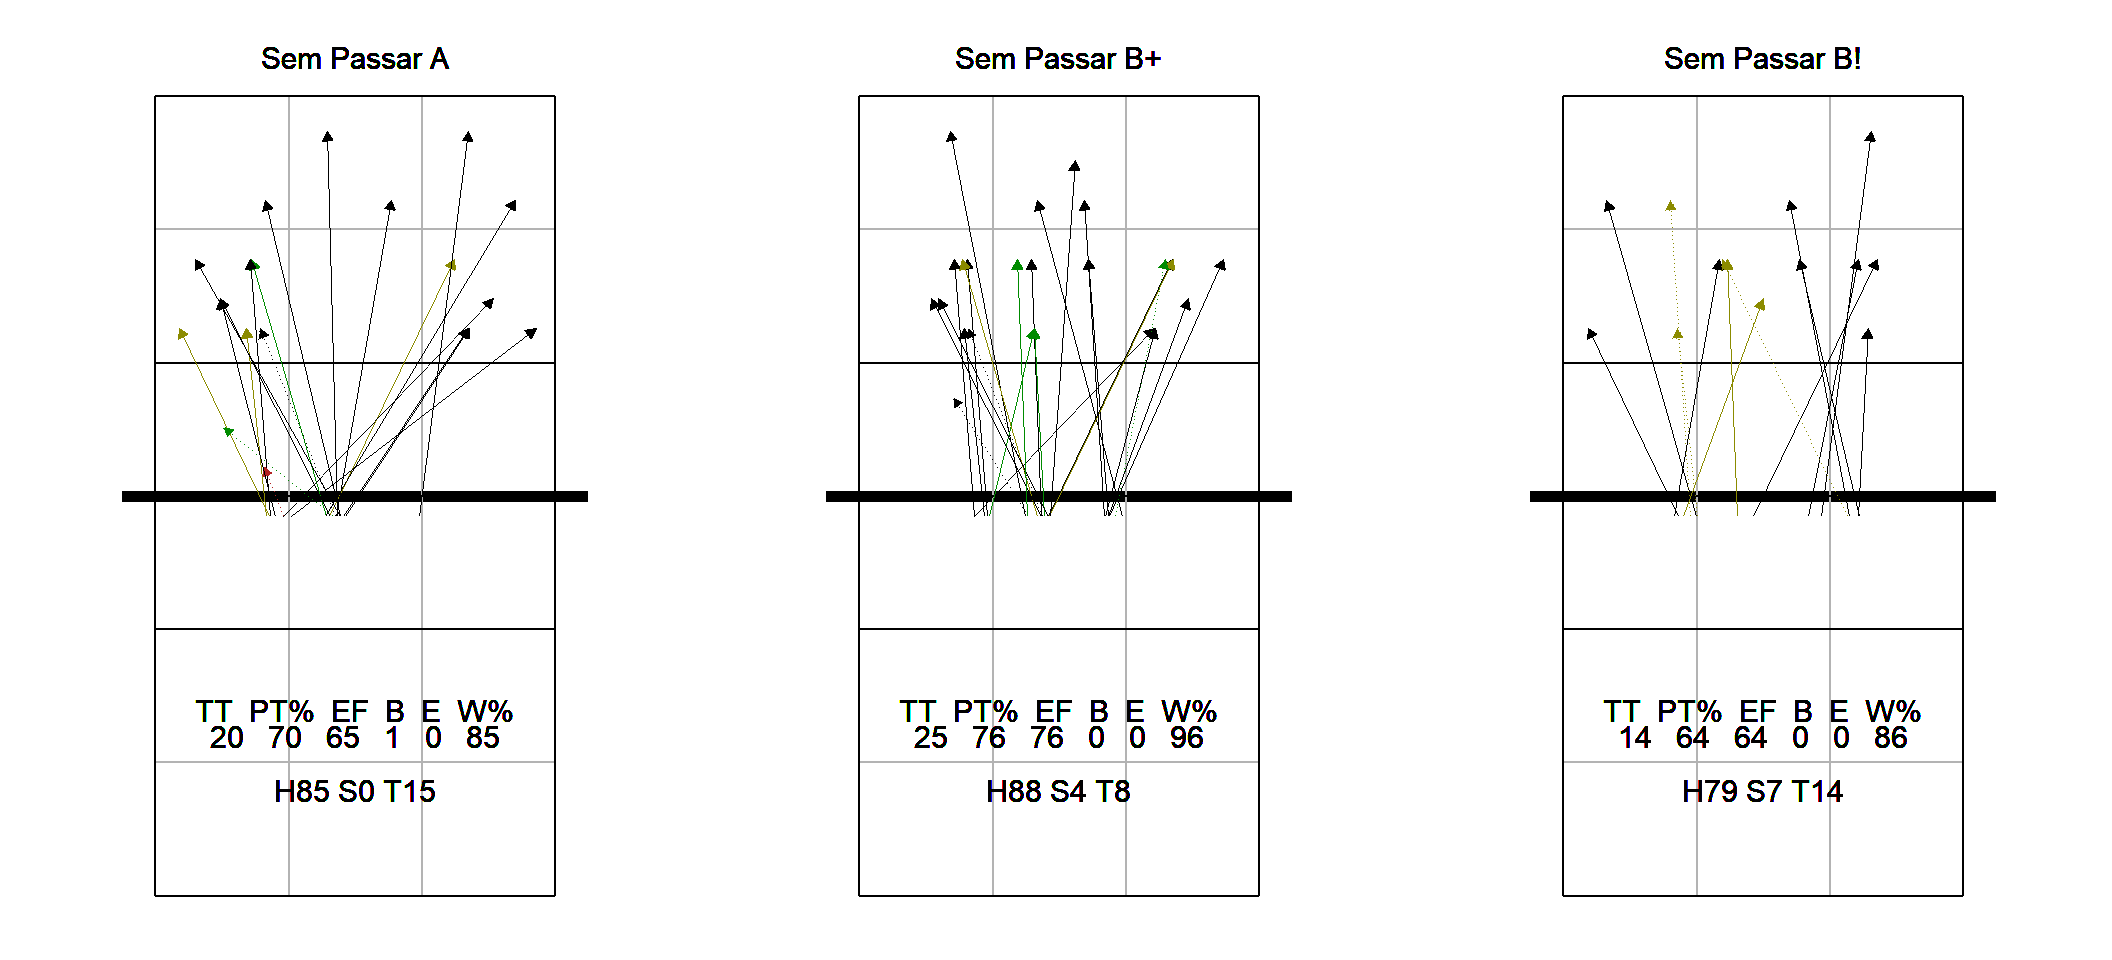 Sem Passar A
TT PT% EF B E W%
20 70 65 1 0 85
H85 S0 T15
Sem Passar B+
TT PT% EF B E W%
25 76 76 0 0 96
H88 S4 T8
Sem Passar B!
TT PT% EF B E W%
14 64 64 0 0 86
H79 S7 T14